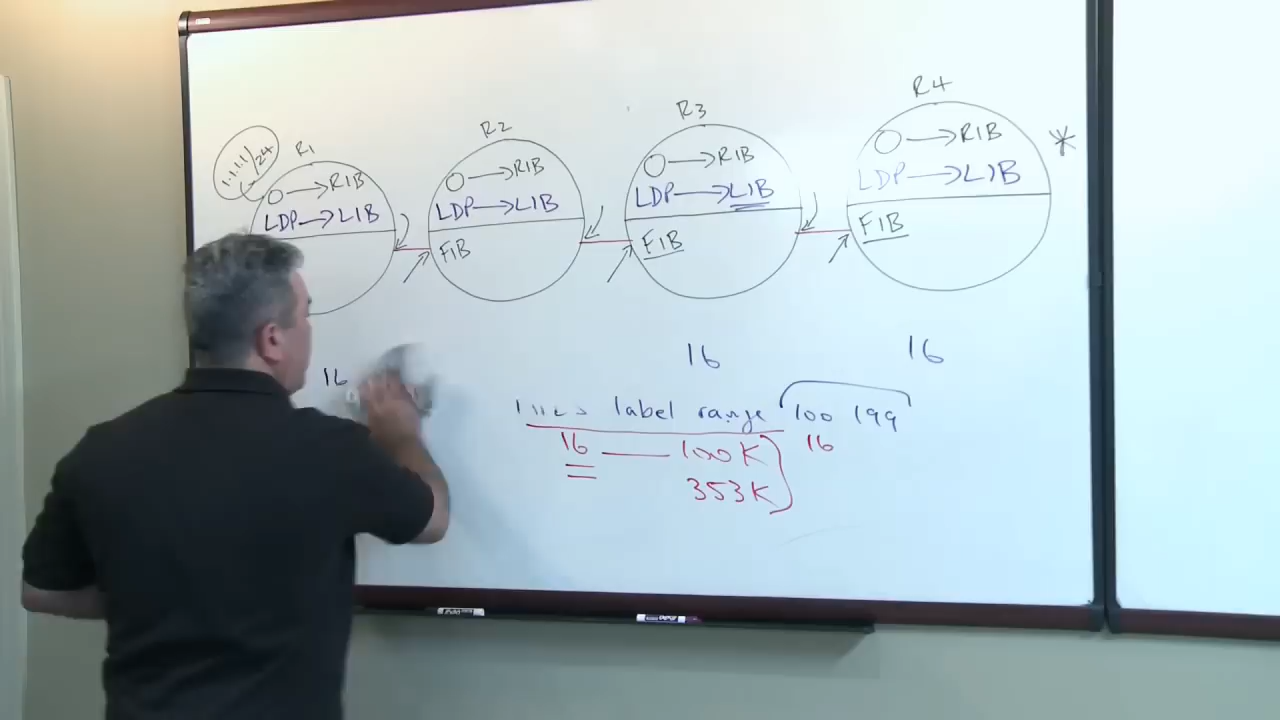 1.1.1.1/24
R1
RIB
LDP → LIB
R2
RIB
LDP → LIB
FIB
R3
RIB
LDP → LIB
FIB
R4
RIB
LDP → LIB
FIB
*
16
16
16
label range 100 199
16 — 100K 16
353K